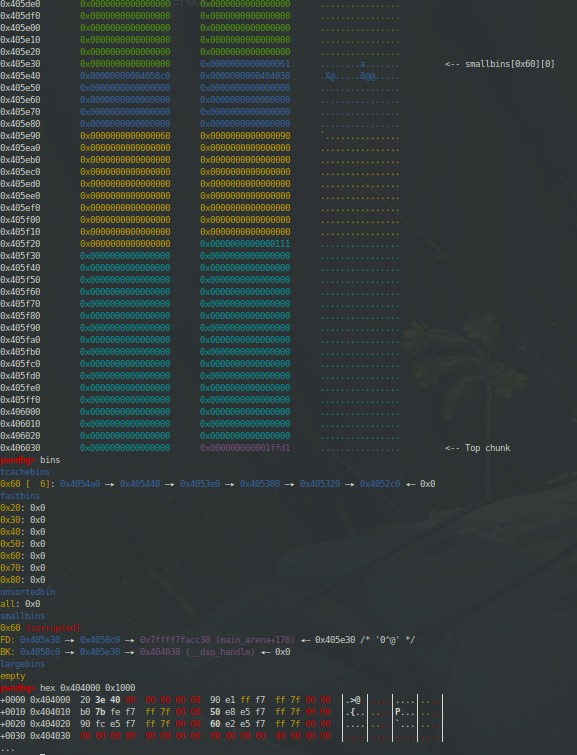 0x405de0 0x0000000000000000 0x0000000000000000 ................
0x405df0 0x0000000000000000 0x0000000000000000 ................
0x405e00 0x0000000000000000 0x0000000000000000 ................
0x405e10 0x0000000000000000 0x0000000000000000 ................
0x405e20 0x0000000000000000 0x0000000000000000 ................
0x405e30 0x0000000000000000 0x0000000000000061 ........a....... <-- smallbins[0x60][0]
0x405e40 0x00000000004058c0 0x0000000000404038 .X@.....8@@.....
0x405e50 0x0000000000000000 0x0000000000000000 ................
0x405e60 0x0000000000000000 0x0000000000000000 ................
0x405e70 0x0000000000000000 0x0000000000000000 ................
0x405e80 0x0000000000000000 0x0000000000000000 ................
0x405e90 0x0000000000000060 0x0000000000000090 `...............
0x405ea0 0x0000000000000000 0x0000000000000000 ................
0x405eb0 0x0000000000000000 0x0000000000000000 ................
0x405ec0 0x0000000000000000 0x0000000000000000 ................
0x405ed0 0x0000000000000000 0x0000000000000000 ................
0x405ee0 0x0000000000000000 0x0000000000000000 ................
0x405ef0 0x0000000000000000 0x0000000000000000 ................
0x405f00 0x0000000000000000 0x0000000000000000 ................
0x405f10 0x0000000000000000 0x0000000000000000 ................
0x405f20 0x0000000000000000 0x0000000000000111 ................
0x405f30 0x0000000000000000 0x0000000000000000 ................
0x405f40 0x0000000000000000 0x0000000000000000 ................
0x405f50 0x0000000000000000 0x0000000000000000 ................
0x405f60 0x0000000000000000 0x0000000000000000 ................
0x405f70 0x0000000000000000 0x0000000000000000 ................
0x405f80 0x0000000000000000 0x0000000000000000 ................
0x405f90 0x0000000000000000 0x0000000000000000 ................
0x405fa0 0x0000000000000000 0x0000000000000000 ................
0x405fb0 0x0000000000000000 0x0000000000000000 ................
0x405fc0 0x0000000000000000 0x0000000000000000 ................
0x405fd0 0x0000000000000000 0x0000000000000000 ................
0x405fe0 0x0000000000000000 0x0000000000000000 ................
0x405ff0 0x0000000000000000 0x0000000000000000 ................
0x406000 0x0000000000000000 0x0000000000000000 ................
0x406010 0x0000000000000000 0x0000000000000000 ................
0x406020 0x0000000000000000 0x0000000000000000 ................
0x406030 0x0000000000000000 0x000000000001ffd1 ................ <-- Top chunk
pwndbg> bins
tcachebins
0x60 [  6]: 0x4054a0 —▸ 0x405440 —▸ 0x4053e0 —▸ 0x405380 —▸ 0x405320 —▸ 0x4052c0 ◂— 0x0
fastbins
0x20: 0x0
0x30: 0x0
0x40: 0x0
0x50: 0x0
0x60: 0x0
0x70: 0x0
0x80: 0x0
unsortedbin
all: 0x0
smallbins
0x60 [corrupted]
FD: 0x405e30 —▸ 0x4058c0 —▸ 0x7ffff7facc30 (main_arena+176) ◂— 0x405e30 /* '0^@' */
BK: 0x4058c0 —▸ 0x405e30 —▸ 0x404038 (__dso_handle) ◂— 0x0
largebins
empty
pwndbg> hex 0x404000 0x1000
+0000 0x404000  20 3e 40 00  00 00 00 00  90 e1 ff f7  ff 7f 00 00  |.>@.|....|....|....|
+0010 0x404010  b0 7b fe f7  ff 7f 00 00  50 e8 e5 f7  ff 7f 00 00  |.{..|....|P...|....|
+0020 0x404020  90 fc e5 f7  ff 7f 00 00  60 e2 e5 f7  ff 7f 00 00  |....|....|`...|....|
+0030 0x404030  00 00 00 00  00 00 00 00  00 00 00 00  00 00 00 00  |....|....|....|....|
...